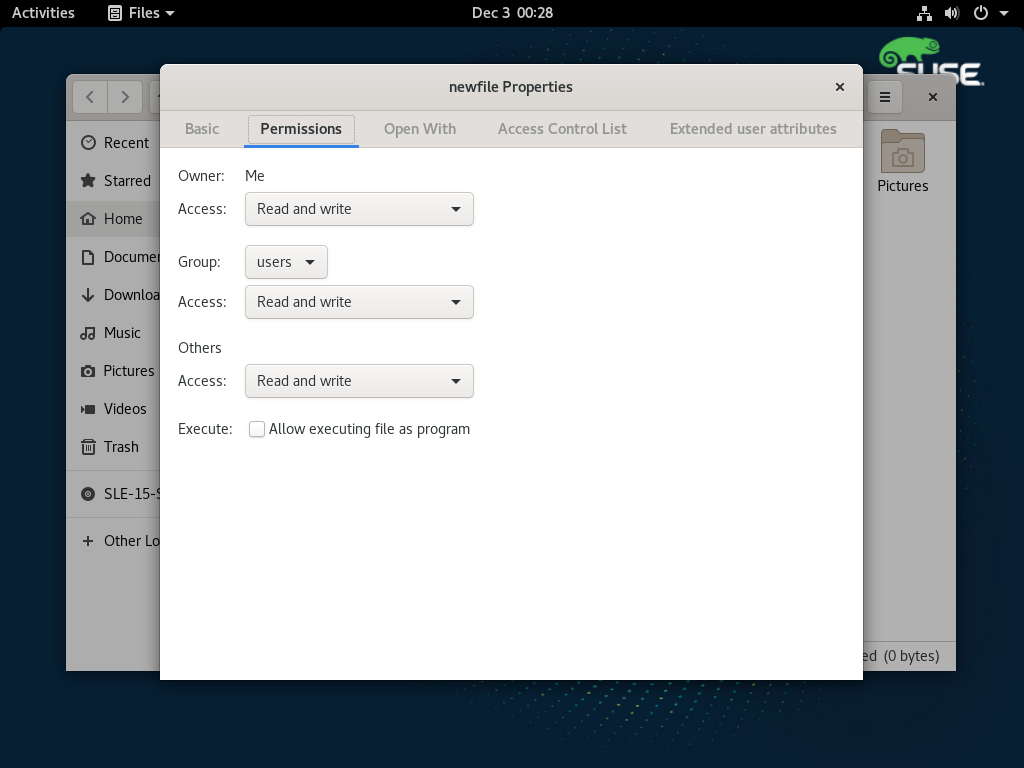 Activities Files Dec 3 00:28
SUSE
newfile Properties
Basic Permissions Open With Access Control List Extended user attributes
Recent
Starred
Home
Documen
Downloa
Music
Pictures
Videos
Trash
SLE-15-S
+ Other Lo
Owner: Me
Access: Read and write
Group: users
Access: Read and write
Others
Access: Read and write
Execute: Allow executing file as program
Pictures
ed (0 bytes)